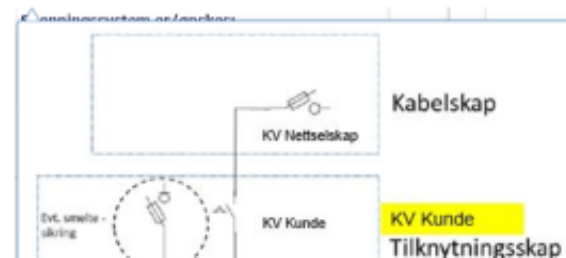 Kabelskap
KV Nettselskap
Evt. smelte -
sikring
KV Kunde
KV Kunde
Tilknytningsskap